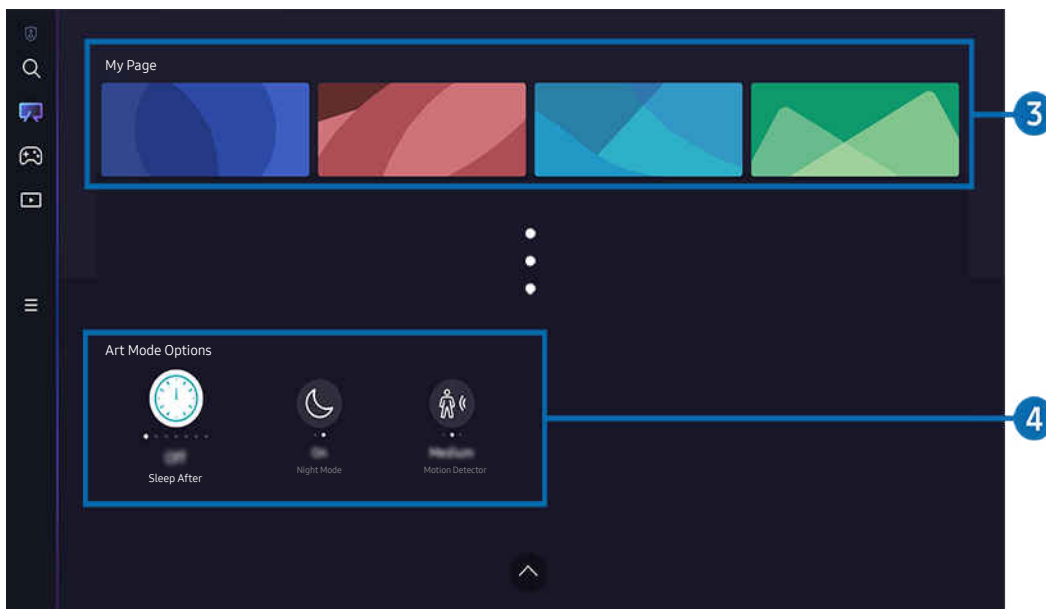 My Page
3
Art Mode Options
Off
On
Medium
Sleep After
Night Mode
Motion Detector
4